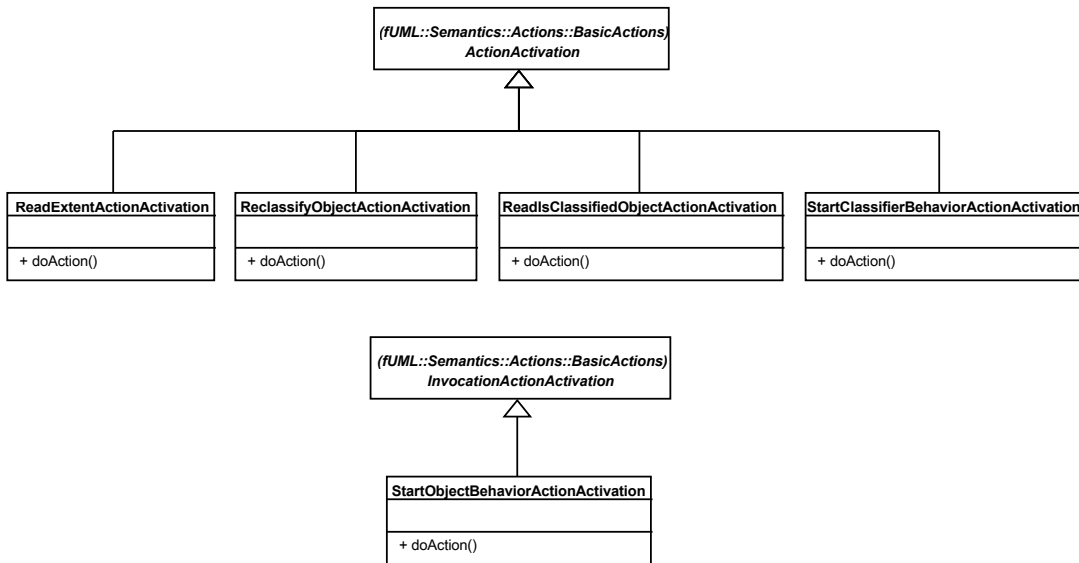 (fUML::Semantics::Actions::BasicActions)
ActionActivation
ReadExtentActionActivation
+ doAction()
ReclassifyObjectActionActivation
+ doAction()
ReadIsClassifiedObjectActionActivation
+ doAction()
StartClassifierBehaviorActionActivation
+ doAction()
(fUML::Semantics::Actions::BasicActions)
InvocationActionActivation
StartObjectBehaviorActionActivation
+ doAction()